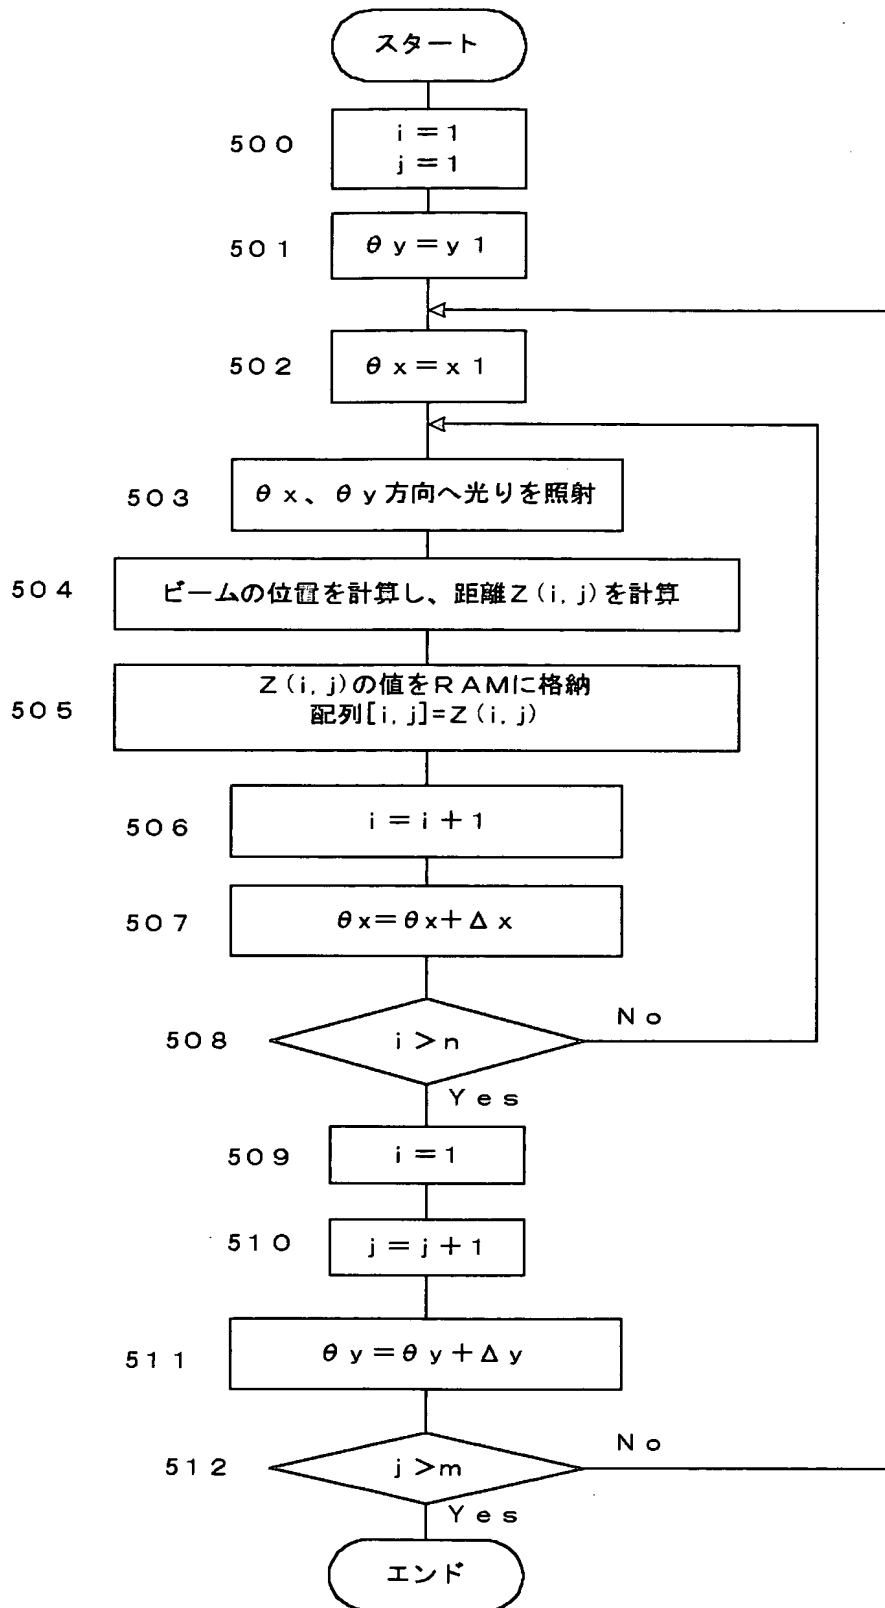 スタート
500
i=1
j=1
501
θy=y1
502
θx=x1
503
θx、θy方向へ光りを照射
504
ビームの位置を計算し、距離Z(i,j)を計算
505
Z(i,j)の値をRAMに格納
配列[i,j]=Z(i,j)
506
i=i+1
507
θx=θx+Δx
508
i>n
No
Yes
509
i=1
510
j=j+1
511
θy=θy+Δy
512
j>m
No
Yes
エンド